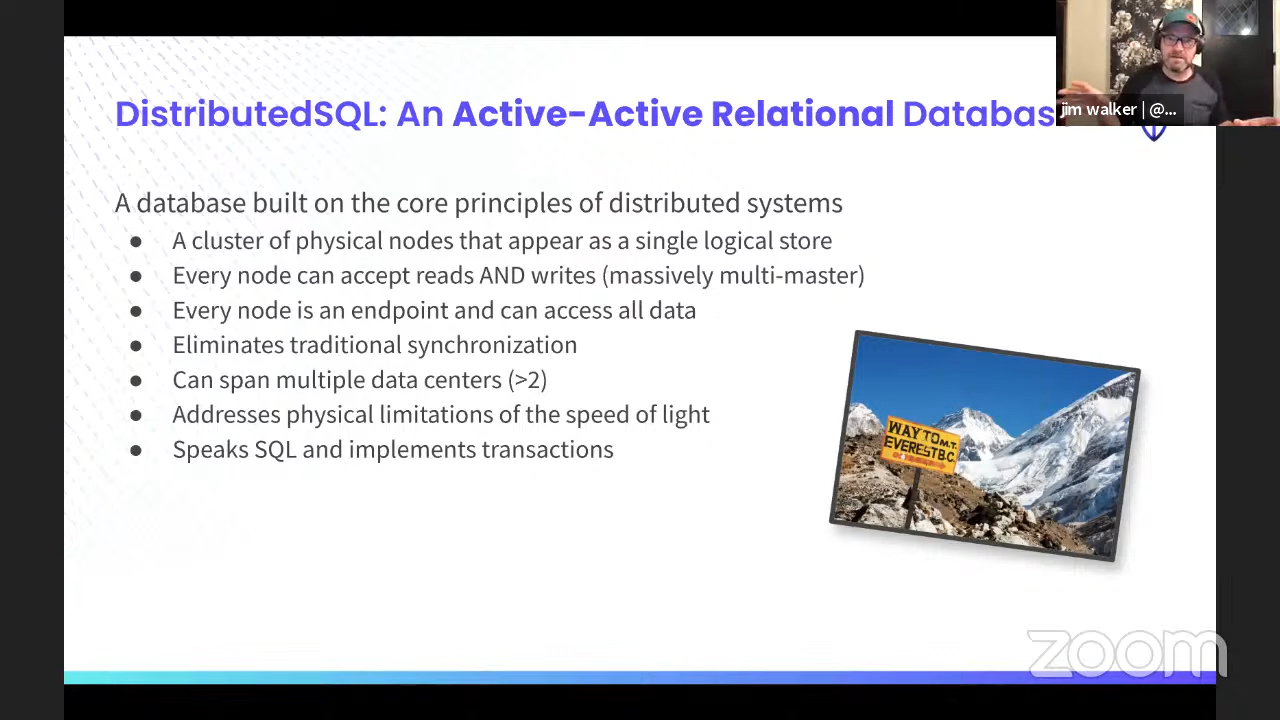 DistributedSQL: An Active-Active Relational Databas
jim walker | @...
A database built on the core principles of distributed systems
● A cluster of physical nodes that appear as a single logical store
● Every node can accept reads AND writes (massively multi-master)
● Every node is an endpoint and can access all data
● Eliminates traditional synchronization
● Can span multiple data centers (>2)
● Addresses physical limitations of the speed of light
● Speaks SQL and implements transactions
WAY TO M.T.
EVEREST B.C.
zoom